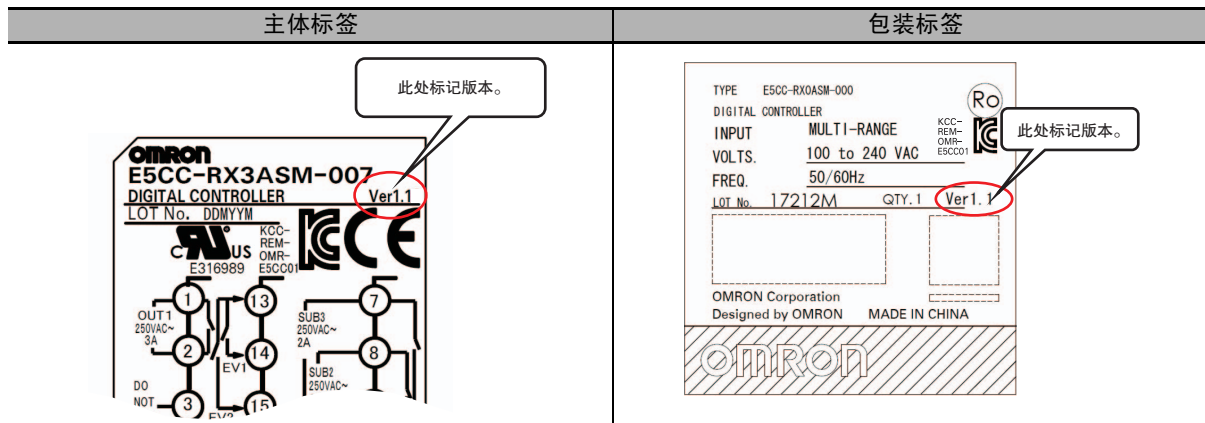 主体标签
包装标签
此处标记版本。
OMRON
E5CC-RX3ASM-007
DIGITAL CONTROLLER Ver1.1
LOT No. DDMYYM
C US
E316989
KCC-
REM-
OMR-
E5CC01
CE
1
2
3
OUT1
250VAC~
3A
DO
NOT
13
14
15
EV1
EV2
SUB3
250VAC~
2A
SUB2
250VAC~
7
8
TYPE E5CC-RX0ASM-000
DIGITAL CONTROLLER
INPUT MULTI-RANGE
VOLTS. 100 to 240 VAC
FREQ. 50/60Hz
LOT No. 17212M QTY.1 Ver1.1
Ro
KCC-
REM-
OMR-
E5CC01
此处标记版本。
OMRON Corporation
Designed by OMRON MADE IN CHINA
OMRON